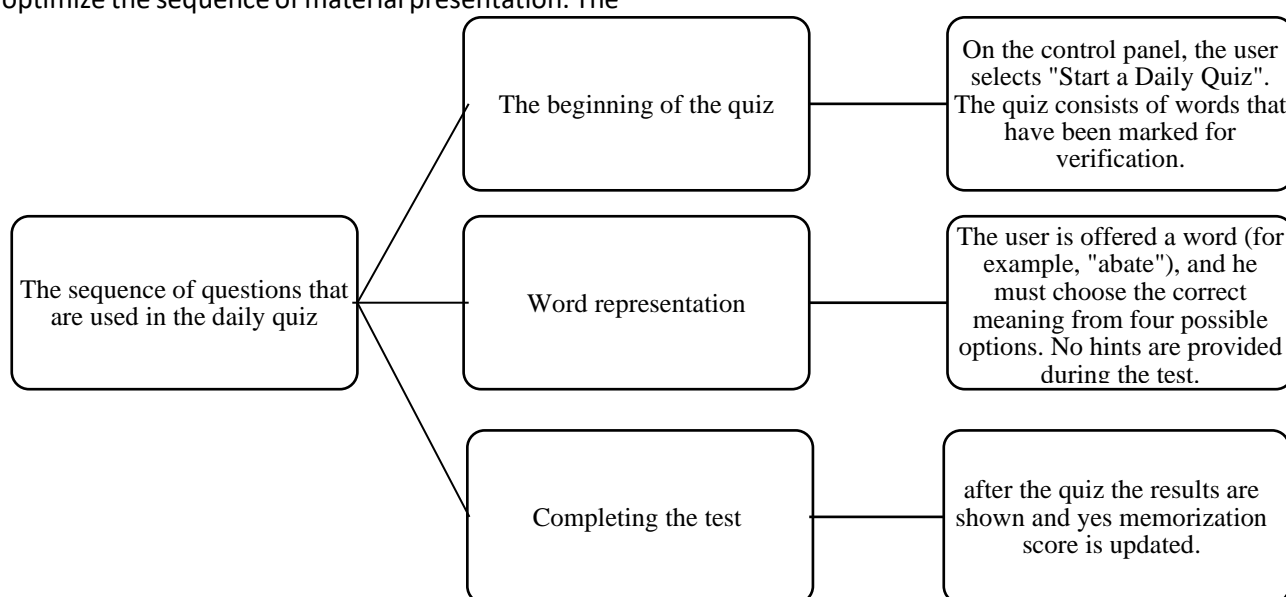 optimize the sequence of material presentation. The
The beginning of the quiz
On the control panel, the user
selects "Start a Daily Quiz".
The quiz consists of words that
have been marked for
verification.
The sequence of questions that
are used in the daily quiz
Word representation
The user is offered a word (for
example, "abate"), and he
must choose the correct
meaning from four possible
options. No hints are provided
during the test.
Completing the test
after the quiz the results are
shown and yes memorization
score is updated.